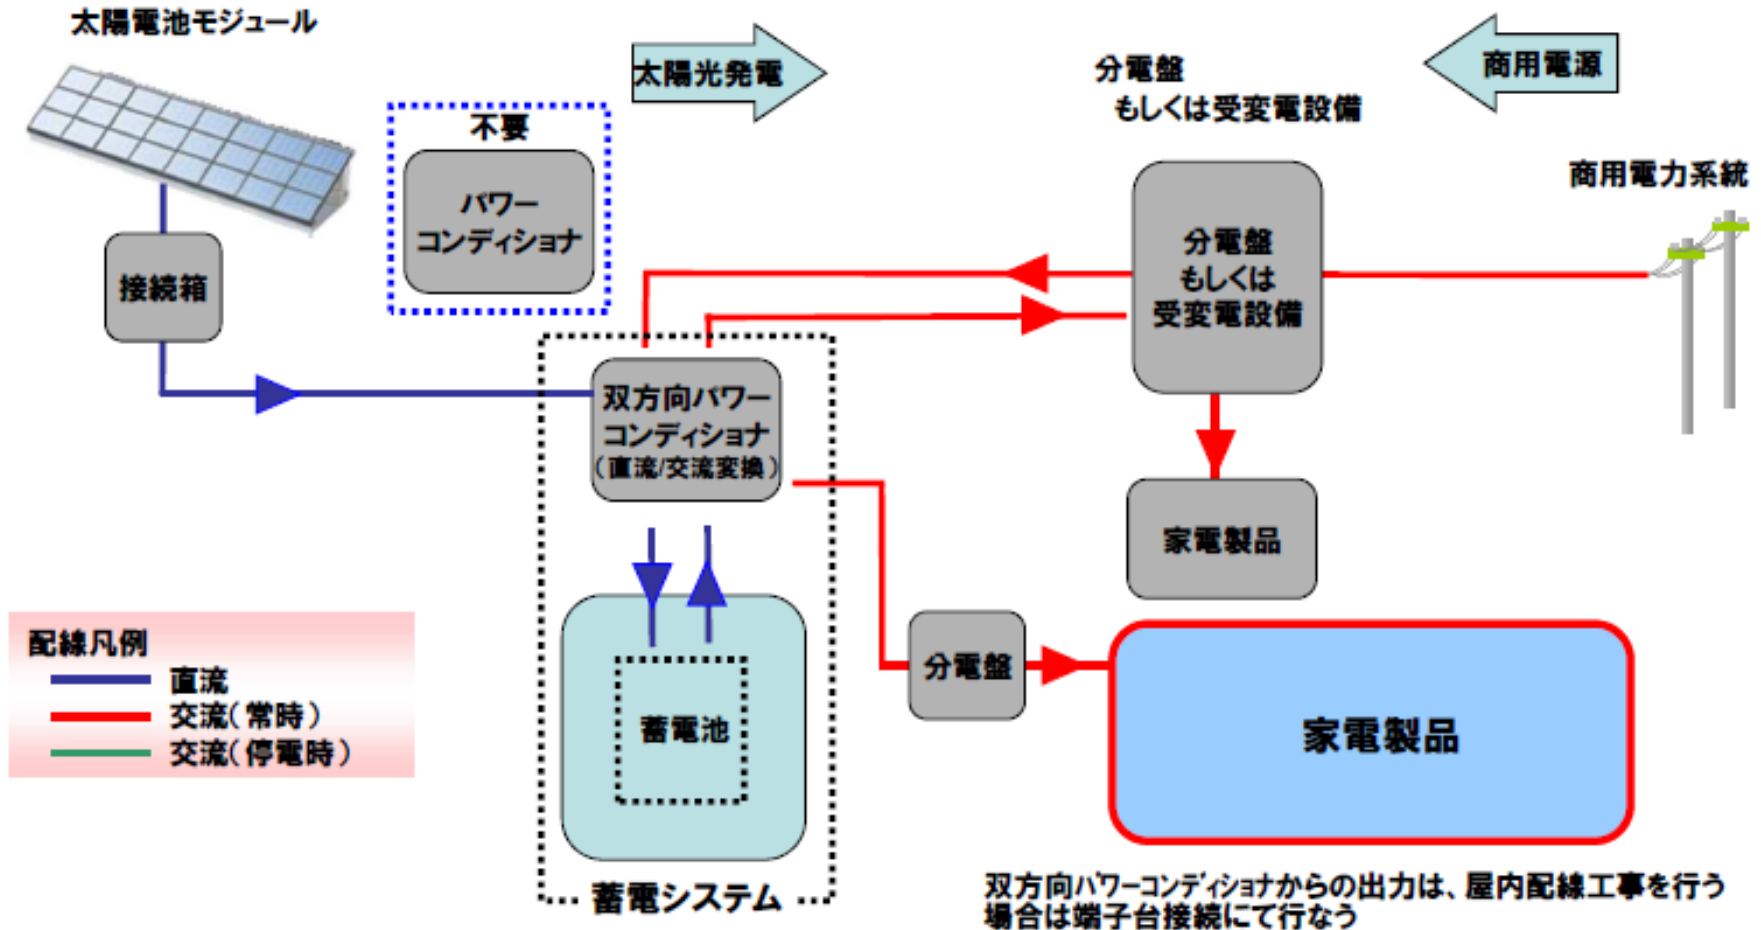 太陽電池モジュール
太陽光発電
分電盤
もしくは受変電設備
商用電源
不要
パワー
コンディショナ
商用電力系統
接続箱
分電盤
もしくは
受変電設備
双方向パワー
コンディショナ
(直流/交流変換)
家電製品
配線凡例
直流
交流(常時)
交流(停電時)
分電盤
蓄電池
家電製品
蓄電システム
双方向パワーコンディショナからの出力は、屋内配線工事を行う
場合は端子台接続にて行なう